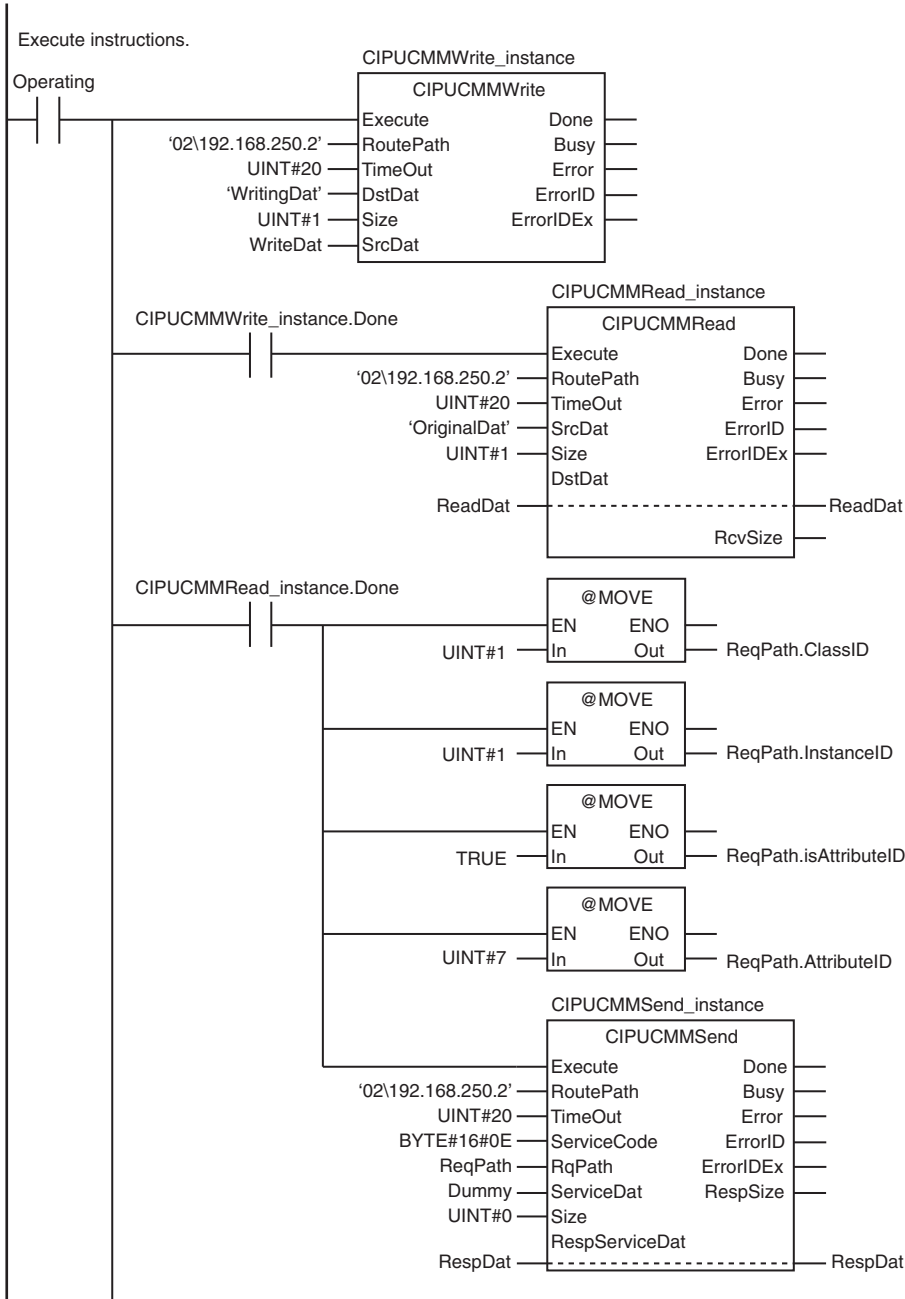 Execute instructions.
CIPUCMMWrite_instance
Operating
CIPUCMMWrite
Execute Done
‘02\192.168.250.2’ RoutePath Busy
UINT#20 TimeOut Error
‘WritingDat’ DstDat ErrorID
UINT#1 Size ErrorIDEx
WriteDat SrcDat
CIPUCMMRead_instance
CIPUCMMWrite_instance.Done
CIPUCMMRead
Execute Done
‘02\192.168.250.2’ RoutePath Busy
UINT#20 TimeOut Error
‘OriginalDat’ SrcDat ErrorID
UINT#1 Size ErrorIDEx
DstDat
ReadDat ReadDat
RcvSize
CIPUCMMRead_instance.Done
@MOVE
EN ENO
UINT#1 In Out ReqPath.ClassID
@MOVE
EN ENO
UINT#1 In Out ReqPath.InstanceID
@MOVE
EN ENO
TRUE In Out ReqPath.isAttributeID
@MOVE
EN ENO
UINT#7 In Out ReqPath.AttributeID
CIPUCMMSend_instance
CIPUCMMSend
Execute Done
‘02\192.168.250.2’ RoutePath Busy
UINT#20 TimeOut Error
BYTE#16#0E ServiceCode ErrorID
ReqPath RqPath ErrorIDEx
Dummy ServiceDat RespSize
UINT#0 Size
RespServiceDat
RespDat RespDat